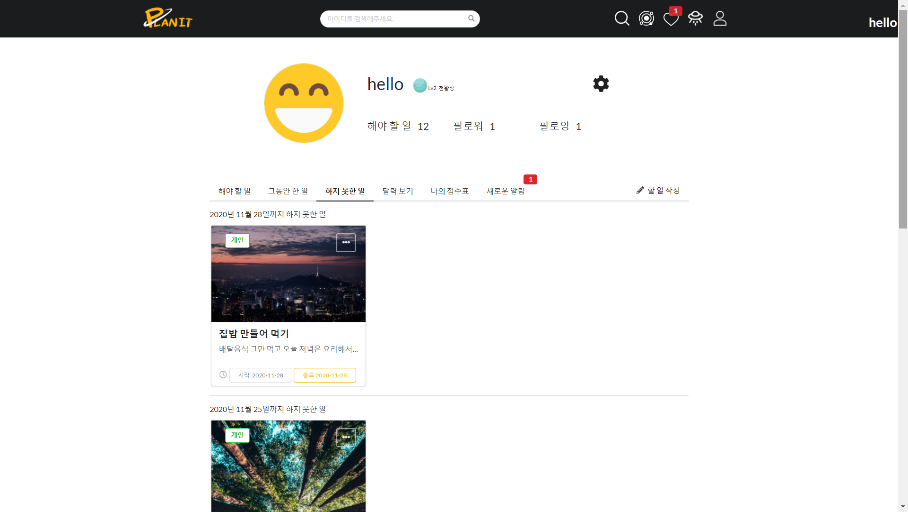 PLANIT
아이디를 검색해주세요.
1
hello
hello
해야 할 일 12
팔로워 1
팔로잉 1
해야 할 일
그동안 한 일
하지 못한 일
달력 보기
나의 점수표
새로운 알림
1
할 일 작성
2020년 11월 28일까지 하지 못한 일
개인
집밥 만들어 먹기
배달음식 그만 먹고 오늘 저녁은 요리해서...
시작 2020-11-28
종료 2020-11-28
2020년 11월 25일까지 하지 못한 일
개인